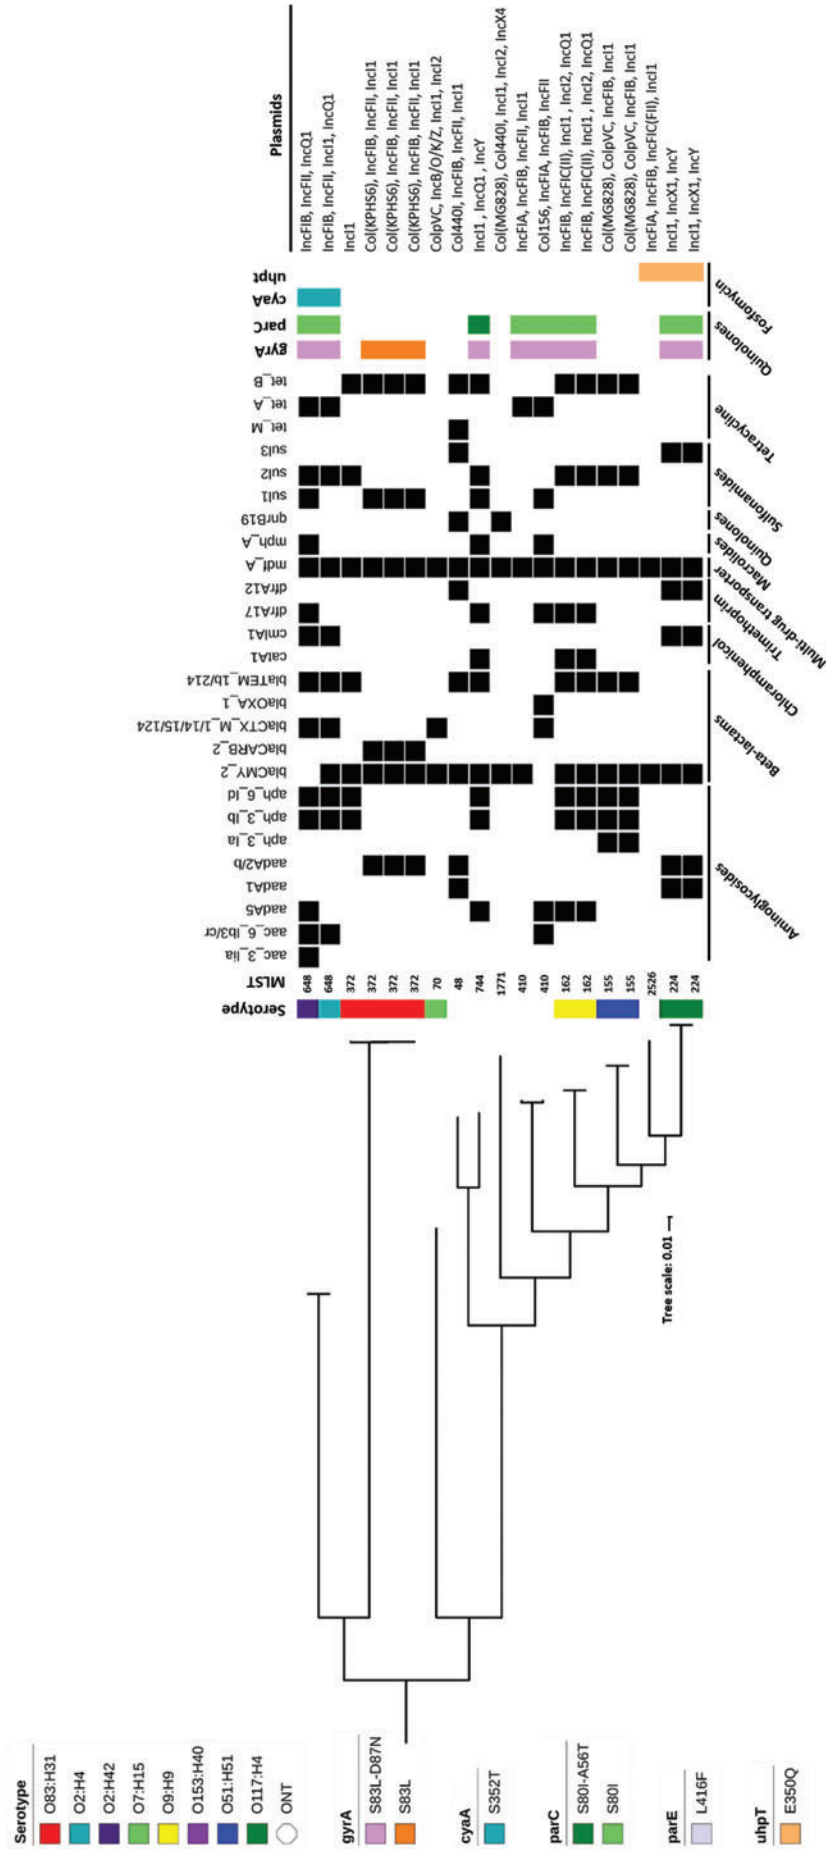 Plasmids
IncFIB, IncFII, IncQ1
IncFIB, IncFII, IncI1, IncQ1
IncI1
Col(KPHS6), IncFIB, IncFII, IncI1
Col(KPHS6), IncFIB, IncFII, IncI1
Col(KPHS6), IncFIB, IncFII, IncI1
ColpVC, IncB/O/K/Z, IncI1, IncI2
Col440I, IncFIB, IncFII, IncI1
IncI1 , IncQ1 , IncY
Col(MG828), Col440I, IncI1, IncI2, IncX4
IncFIA, IncFIB, IncFII, IncI1
Col156, IncFIA, IncFIB, IncFII
IncFIB, IncFIC(II), IncI1 , IncI2, IncQ1
IncFIB, IncFIC(II), IncI1 , IncI2, IncQ1
Col(MG828), ColpVC, IncFIB, IncI1
Col(MG828), ColpVC, IncFIB, IncI1
IncFIA, IncFIB, IncFIC(FII), IncI1
IncI1, IncX1, IncY
IncI1, IncX1, IncY
uhpt
cyaA
parC
gyrA
tet_B
tet_A
tet_M
sul3
sul2
sul1
qnrB19
mph_A
mdf_A
dfrA12
dfrA17
cmlA1
catA1
blaTEM_1b/214
blaOXA_1
blaCTX_M_1/14/15/124
blaCARB_2
blaCMY_2
aph_6_Id
aph_3_Ib
aph_3_Ia
aadA2/b
aadA1
aadA5
aac_6_Ib3/cr
aac_3_IIa
MLST
Serotype
648
648
372
372
372
372
70
48
744
1771
410
410
162
162
155
155
2526
224
224
Fosfomycin
Quinolones
Tetracycline
Sulfonamides
Quinolones
Macrolides
Multi-drug transporter
Trimethoprim
Chloramphenicol
Beta-lactams
Aminoglycosides
Tree scale: 0.01
Serotype
O83:H31
O2:H4
O2:H42
O7:H15
O9:H9
O153:H40
O51:H51
O117:H4
ONT
gyrA
S83L-D87N
S83L
cyaA
S352T
parC
S80I-A56T
S80I
parE
L416F
uhpT
E350Q